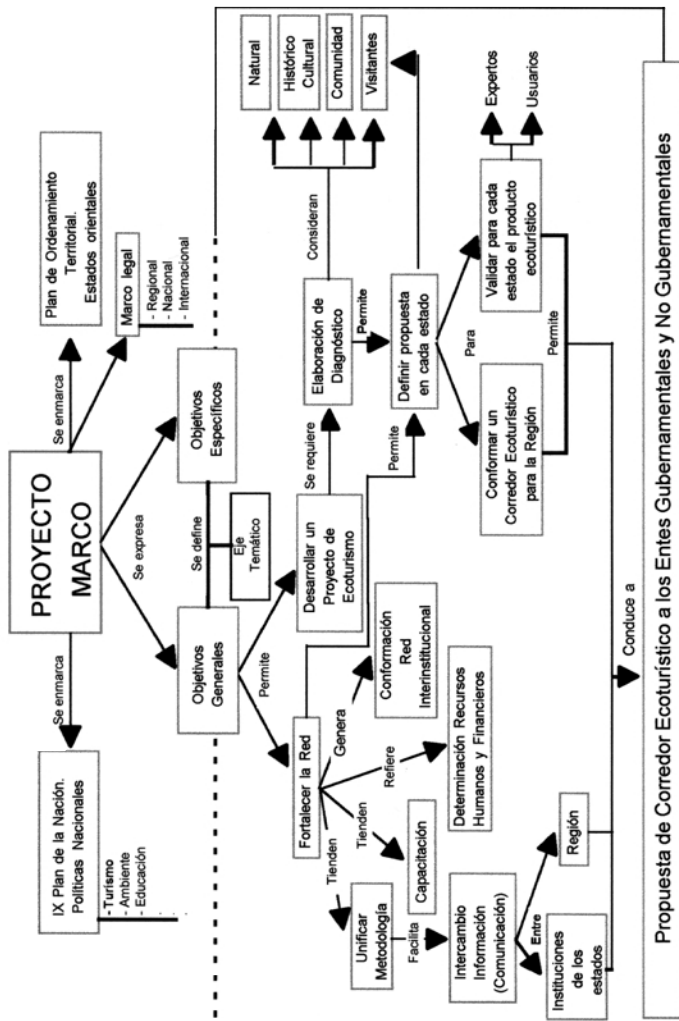 PROYECTO
MARCO
Se enmarca
Se enmarca
IX Plan de la Nación.
Políticas Nacionales
- Turismo
- Ambiente
- Educación
Plan de Ordenamiento
Territorial.
Estados orientales
Marco legal
- Regional
- Nacional
- Internacional
Se expresa
Objetivos
Generales
Se define
Objetivos
Específicos
Eje
Temático
Permite
Fortalecer la Red
Desarrollar un
Proyecto de
Ecoturismo
Se requiere
Elaboración de
Diagnóstico
Consideran
Natural
Histórico
Cultural
Comunidad
Visitantes
Tienden
Tienden
Refiere
Genera
Permite
Permite
Unificar
Metodología
Capacitación
Determinación Recursos
Humanos y Financieros
Conformación
Red
Interinstitucional
Definir propuesta
en cada estado
Facilita
Para
Intercambio
Información
(Comunicación)
Conformar un
Corredor Ecoturístico
para la Región
Validar para cada
estado el producto
ecoturístico
Expertos
Usuarios
Entre
Permite
Instituciones
de los
estados
Región
Conduce a
Propuesta de Corredor Ecoturístico a los Entes Gubernamentales y No Gubernamentales